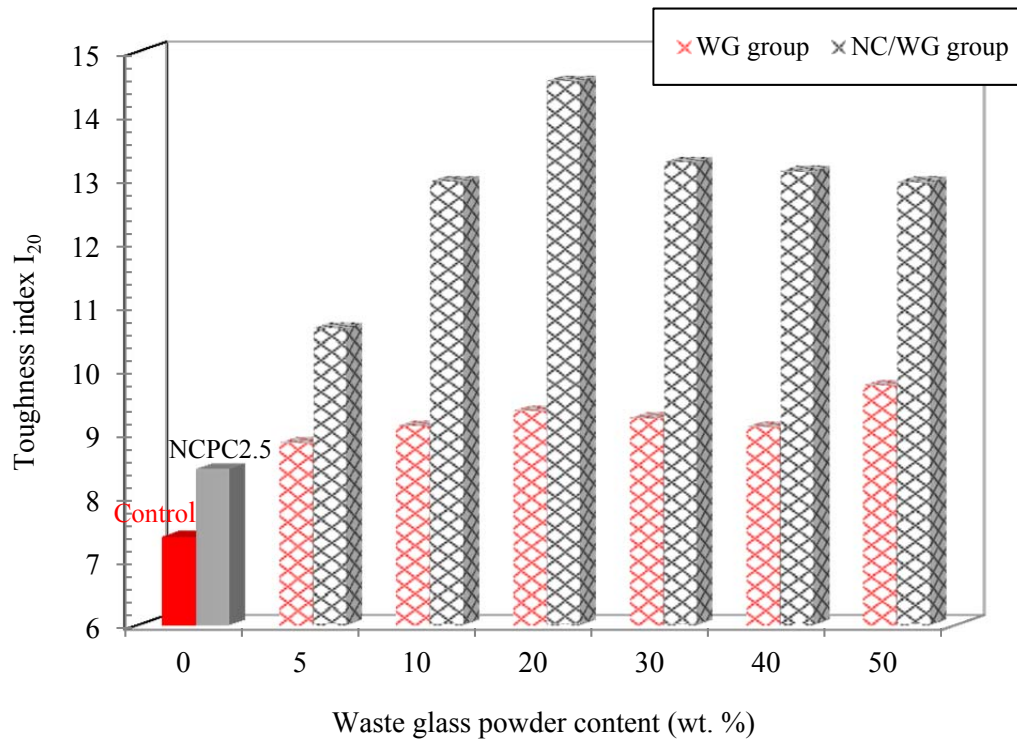 WG group NC/WG group
15
14
13
12
11
10
9
8
7
6
Toughness index I20
NCPC2.5
Control
0 5 10 20 30 40 50
Waste glass powder content (wt. %)